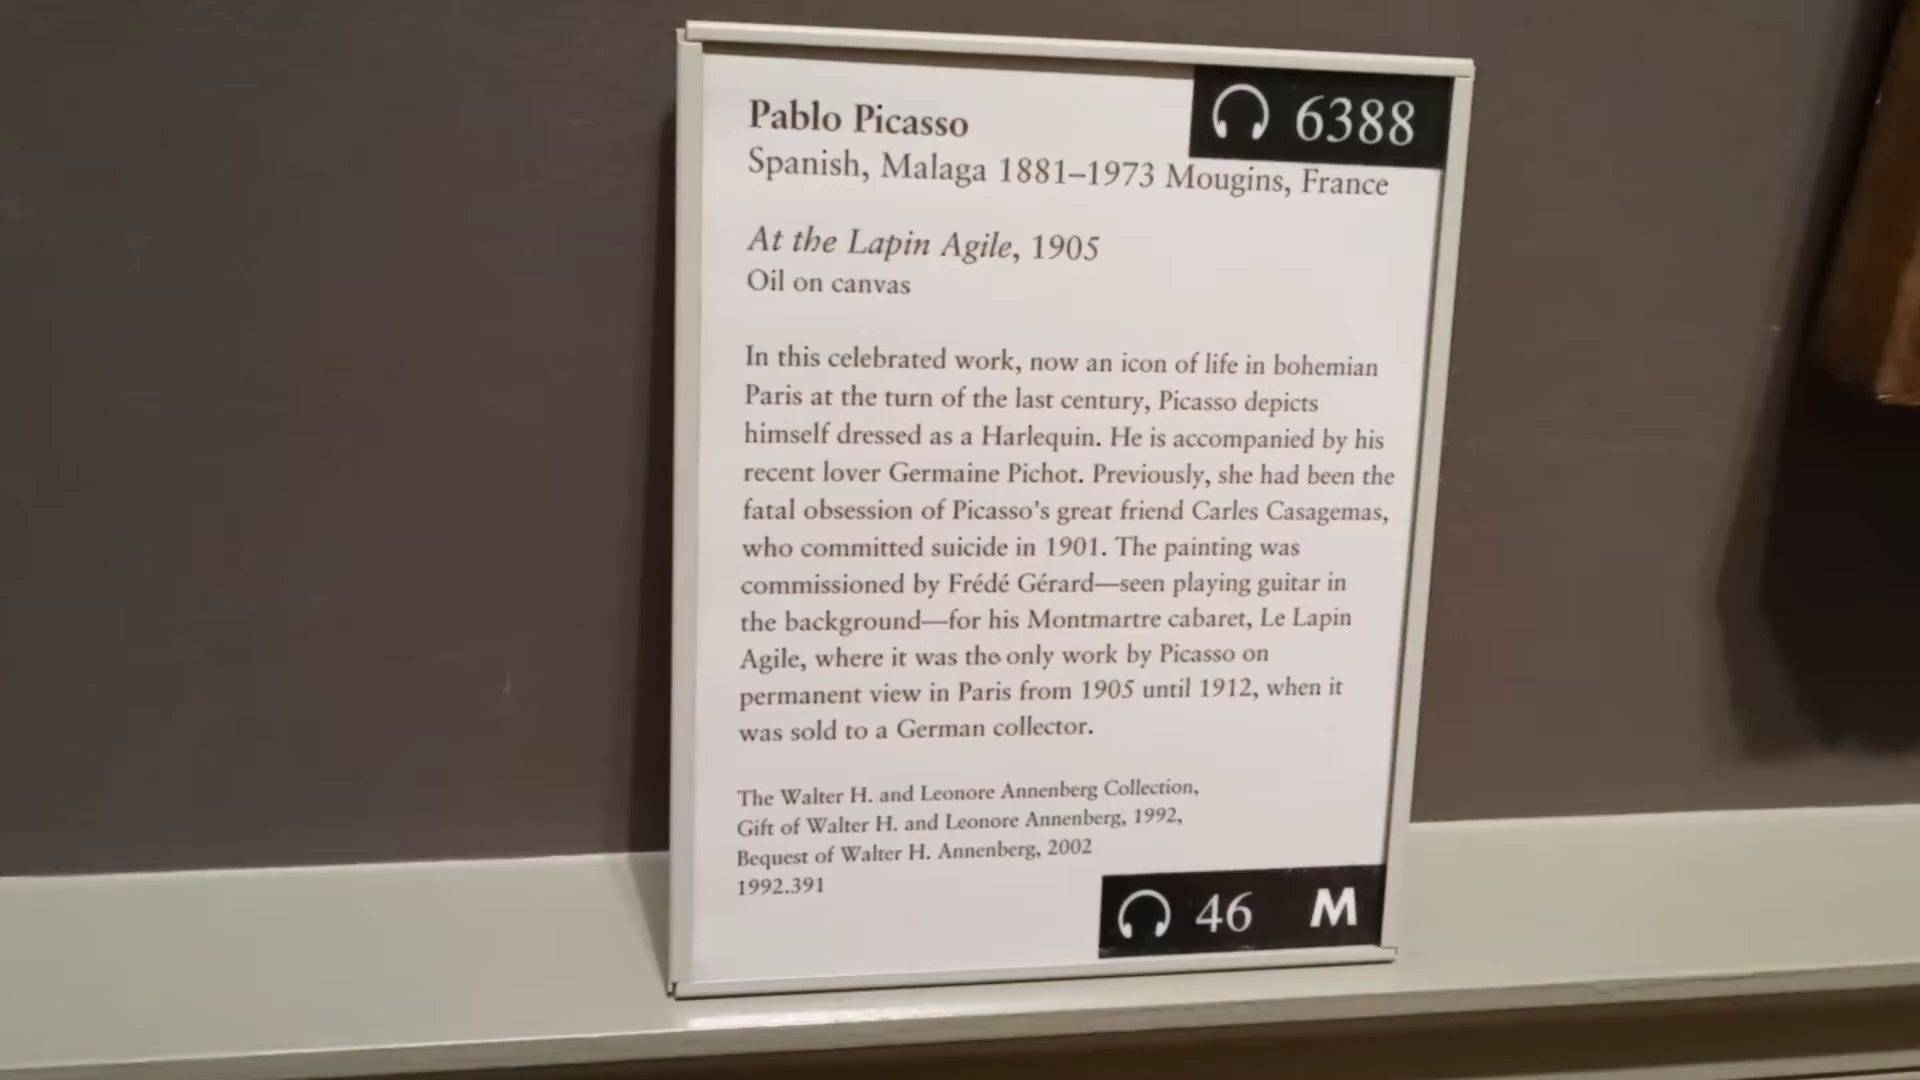 Pablo Picasso
6388
Spanish, Malaga 1881–1973 Mougins, France
At the Lapin Agile, 1905
Oil on canvas
In this celebrated work, now an icon of life in bohemian
Paris at the turn of the last century, Picasso depicts
himself dressed as a Harlequin. He is accompanied by his
recent lover Germaine Pichot. Previously, she had been the
fatal obsession of Picasso's great friend Carles Casagemas,
who committed suicide in 1901. The painting was
commissioned by Frédé Gérard—seen playing guitar in
the background—for his Montmartre cabaret, Le Lapin
Agile, where it was the only work by Picasso on
permanent view in Paris from 1905 until 1912, when it
was sold to a German collector.
The Walter H. and Leonore Annenberg Collection,
Gift of Walter H. and Leonore Annenberg, 1992,
Bequest of Walter H. Annenberg, 2002
1992.391
46 M